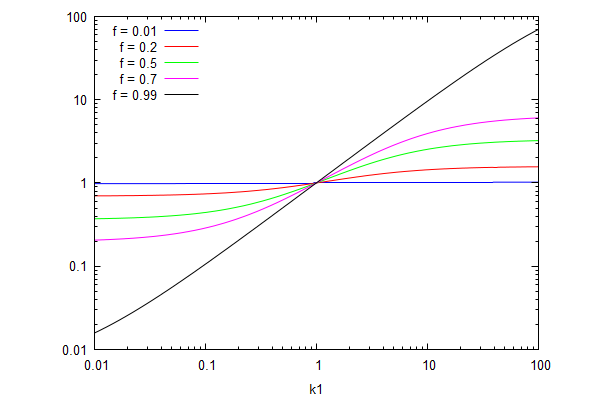 100
10
1
0.1
0.01
f = 0.01
f = 0.2
f = 0.5
f = 0.7
f = 0.99
0.01 0.1 1 10 100
k1